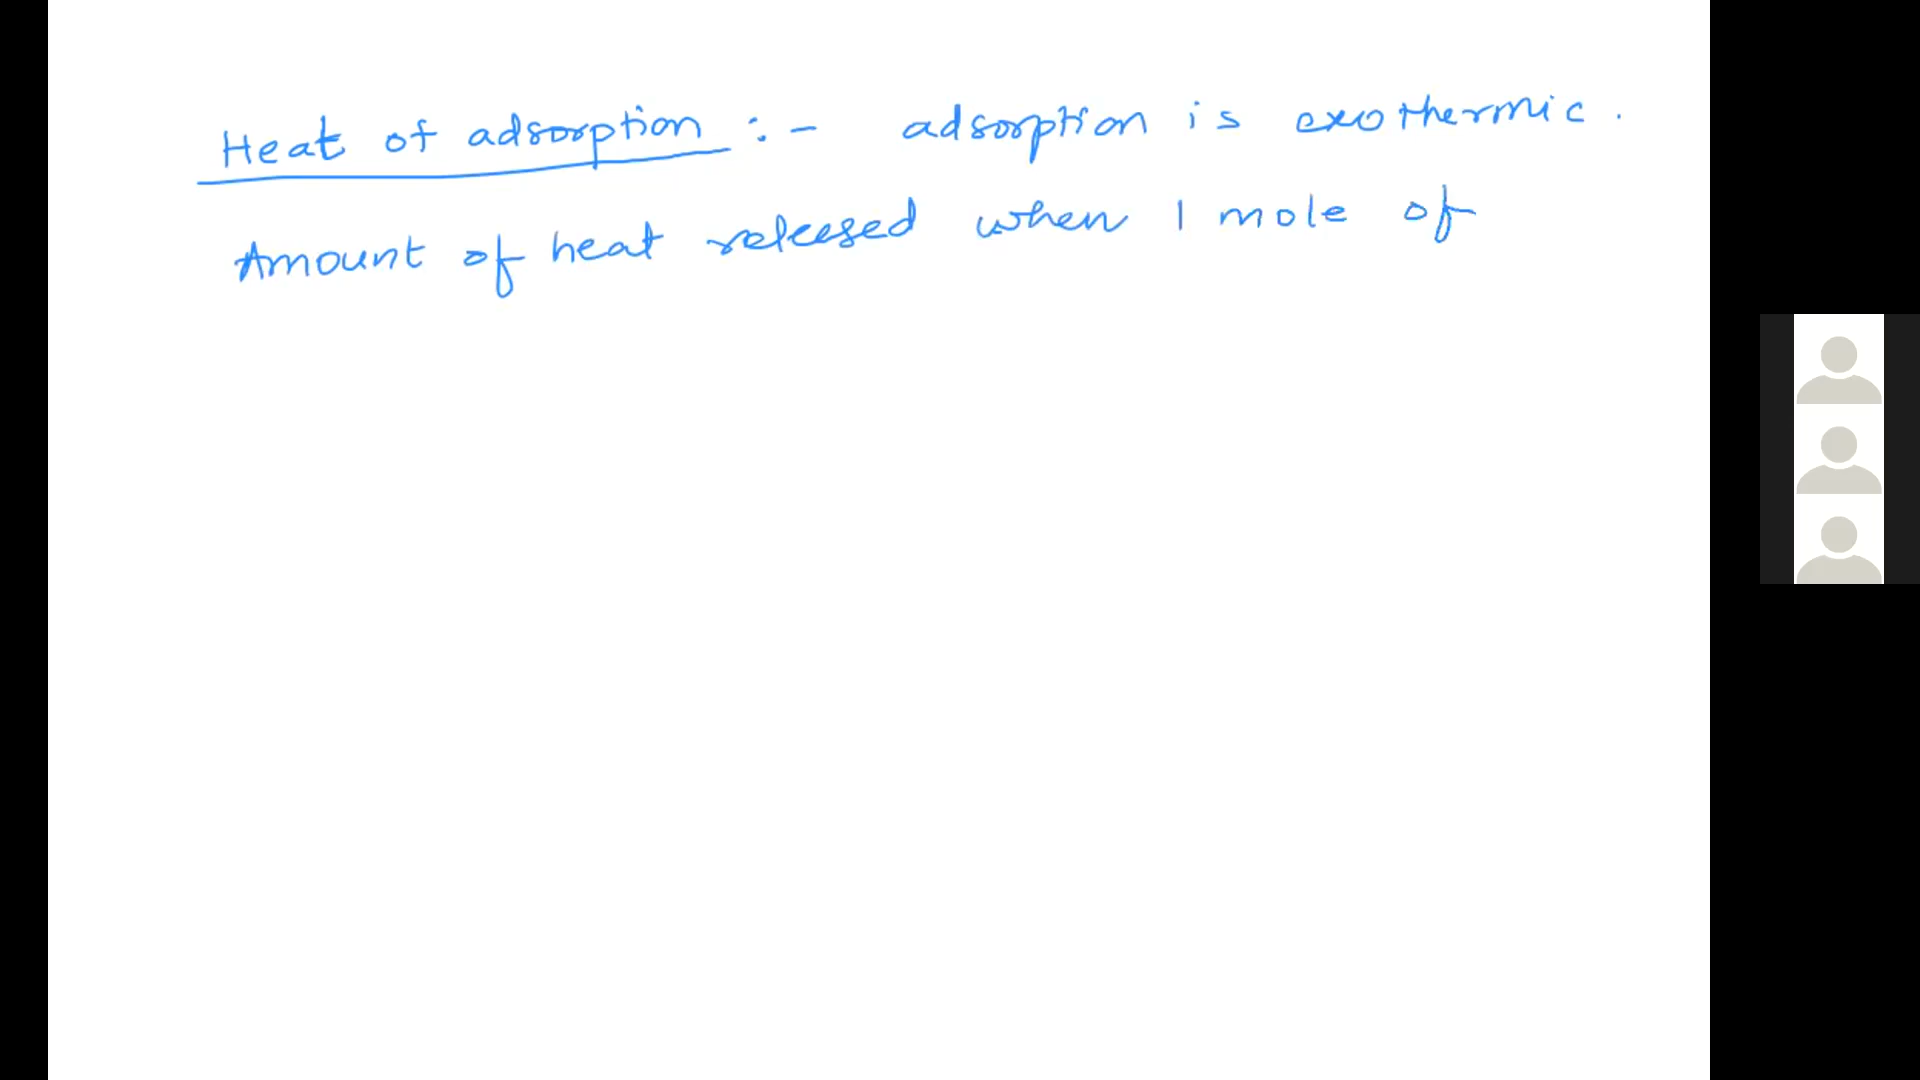 Heat of adsorption :- adsorption is exothermic.
Amount of heat released when 1 mole of